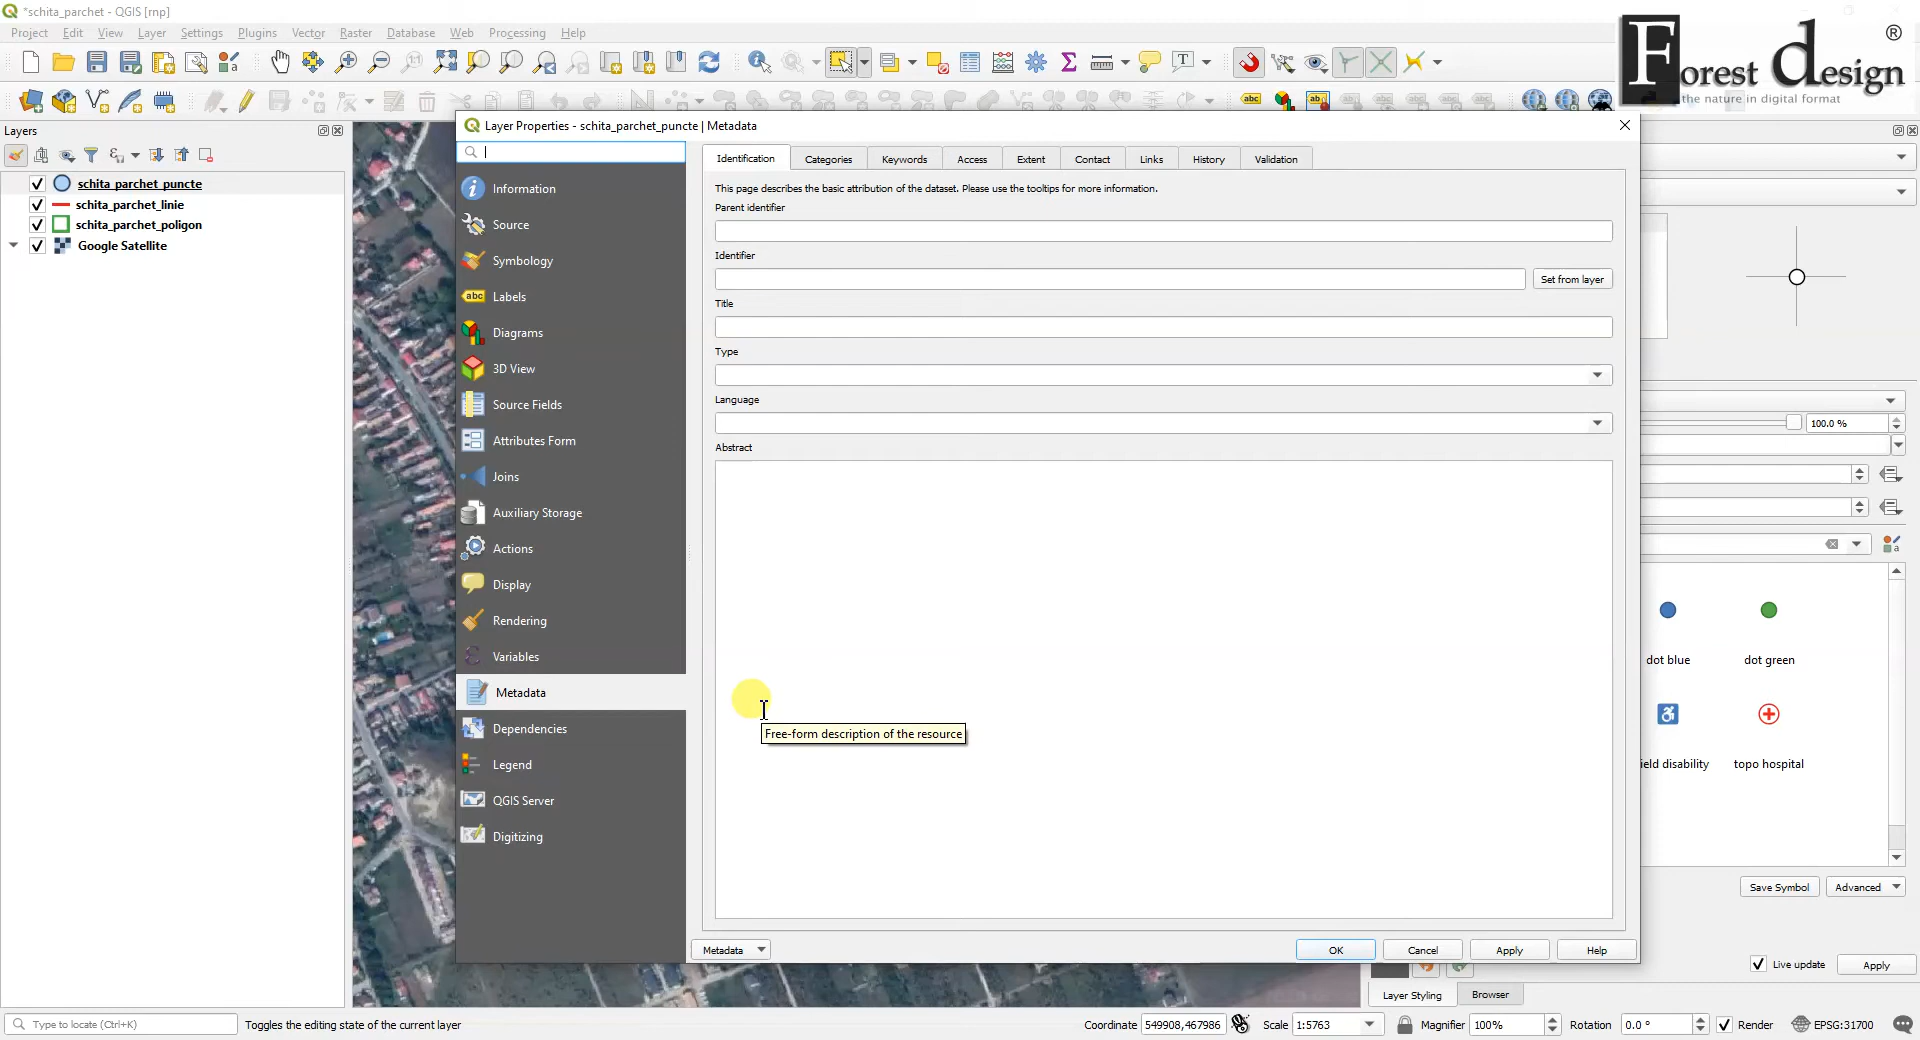 *schita_parchet - QGIS [rnp]
Project Edit View Layer Settings Plugins Vector Raster Database Web Processing Help
Forest design ®
the nature in digital format
Layers
schita_parchet_puncte
schita_parchet_linie
schita_parchet_poligon
Google Satellite
Layer Properties - schita_parchet_puncte | Metadata
Information
Source
Symbology
abc Labels
Diagrams
3D View
Source Fields
Attributes Form
Joins
Auxiliary Storage
Actions
Display
Rendering
Variables
Metadata
Dependencies
Legend
QGIS Server
Digitizing
Identification Categories Keywords Access Extent Contact Links History Validation
This page describes the basic attribution of the dataset. Please use the tooltips for more information.
Parent identifier
Identifier
Set from layer
Title
Type
Language
Abstract
Free-form description of the resource
Metadata OK Cancel Apply Help
100.0 %
dot blue dot green
ield disability topo hospital
Save Symbol Advanced
Live update Apply
Layer Styling Browser
Type to locate (Ctrl+K) Toggles the editing state of the current layer Coordinate 549908,467986 Scale 1:5763 Magnifier 100% Rotation 0.0 ° Render EPSG:31700